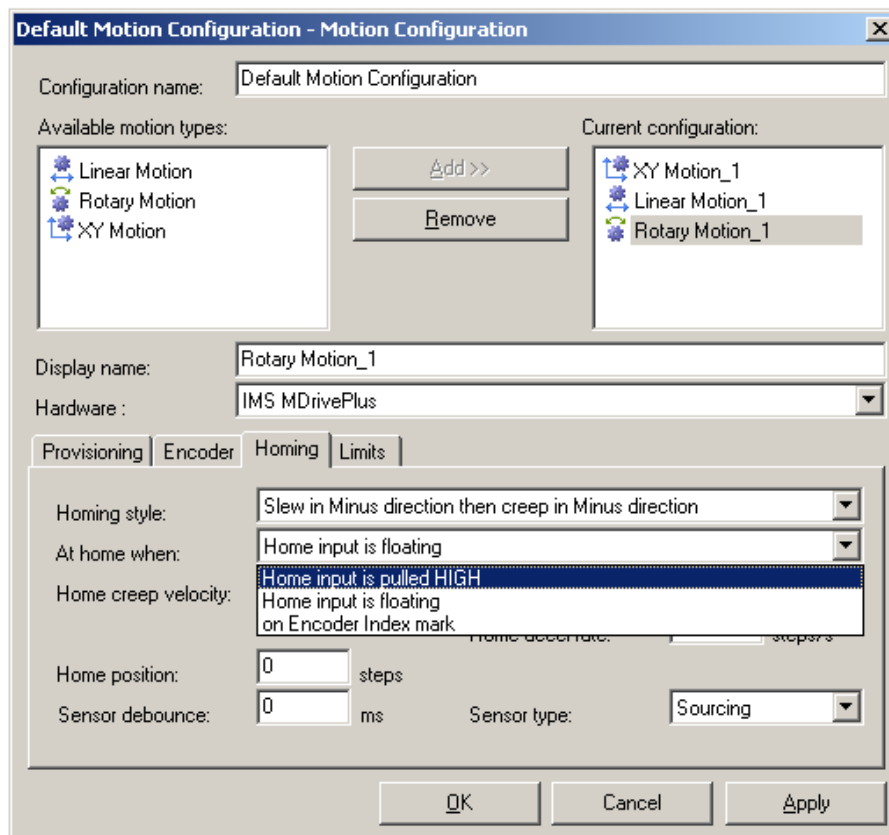 Default Motion Configuration - Motion Configuration
Configuration name: Default Motion Configuration
Available motion types:
Linear Motion
Rotary Motion
XY Motion
Add >>
Remove
Current configuration:
XY Motion_1
Linear Motion_1
Rotary Motion_1
Display name: Rotary Motion_1
Hardware : IMS MDrivePlus
Provisioning Encoder Homing Limits
Homing style: Slew in Minus direction then creep in Minus direction
At home when: Home input is floating
Home input is pulled HIGH
Home creep velocity: Home input is floating
on Encoder Index mark
Home decel rate: steps/s
Home position: 0 steps
Sensor debounce: 0 ms Sensor type: Sourcing
OK Cancel Apply